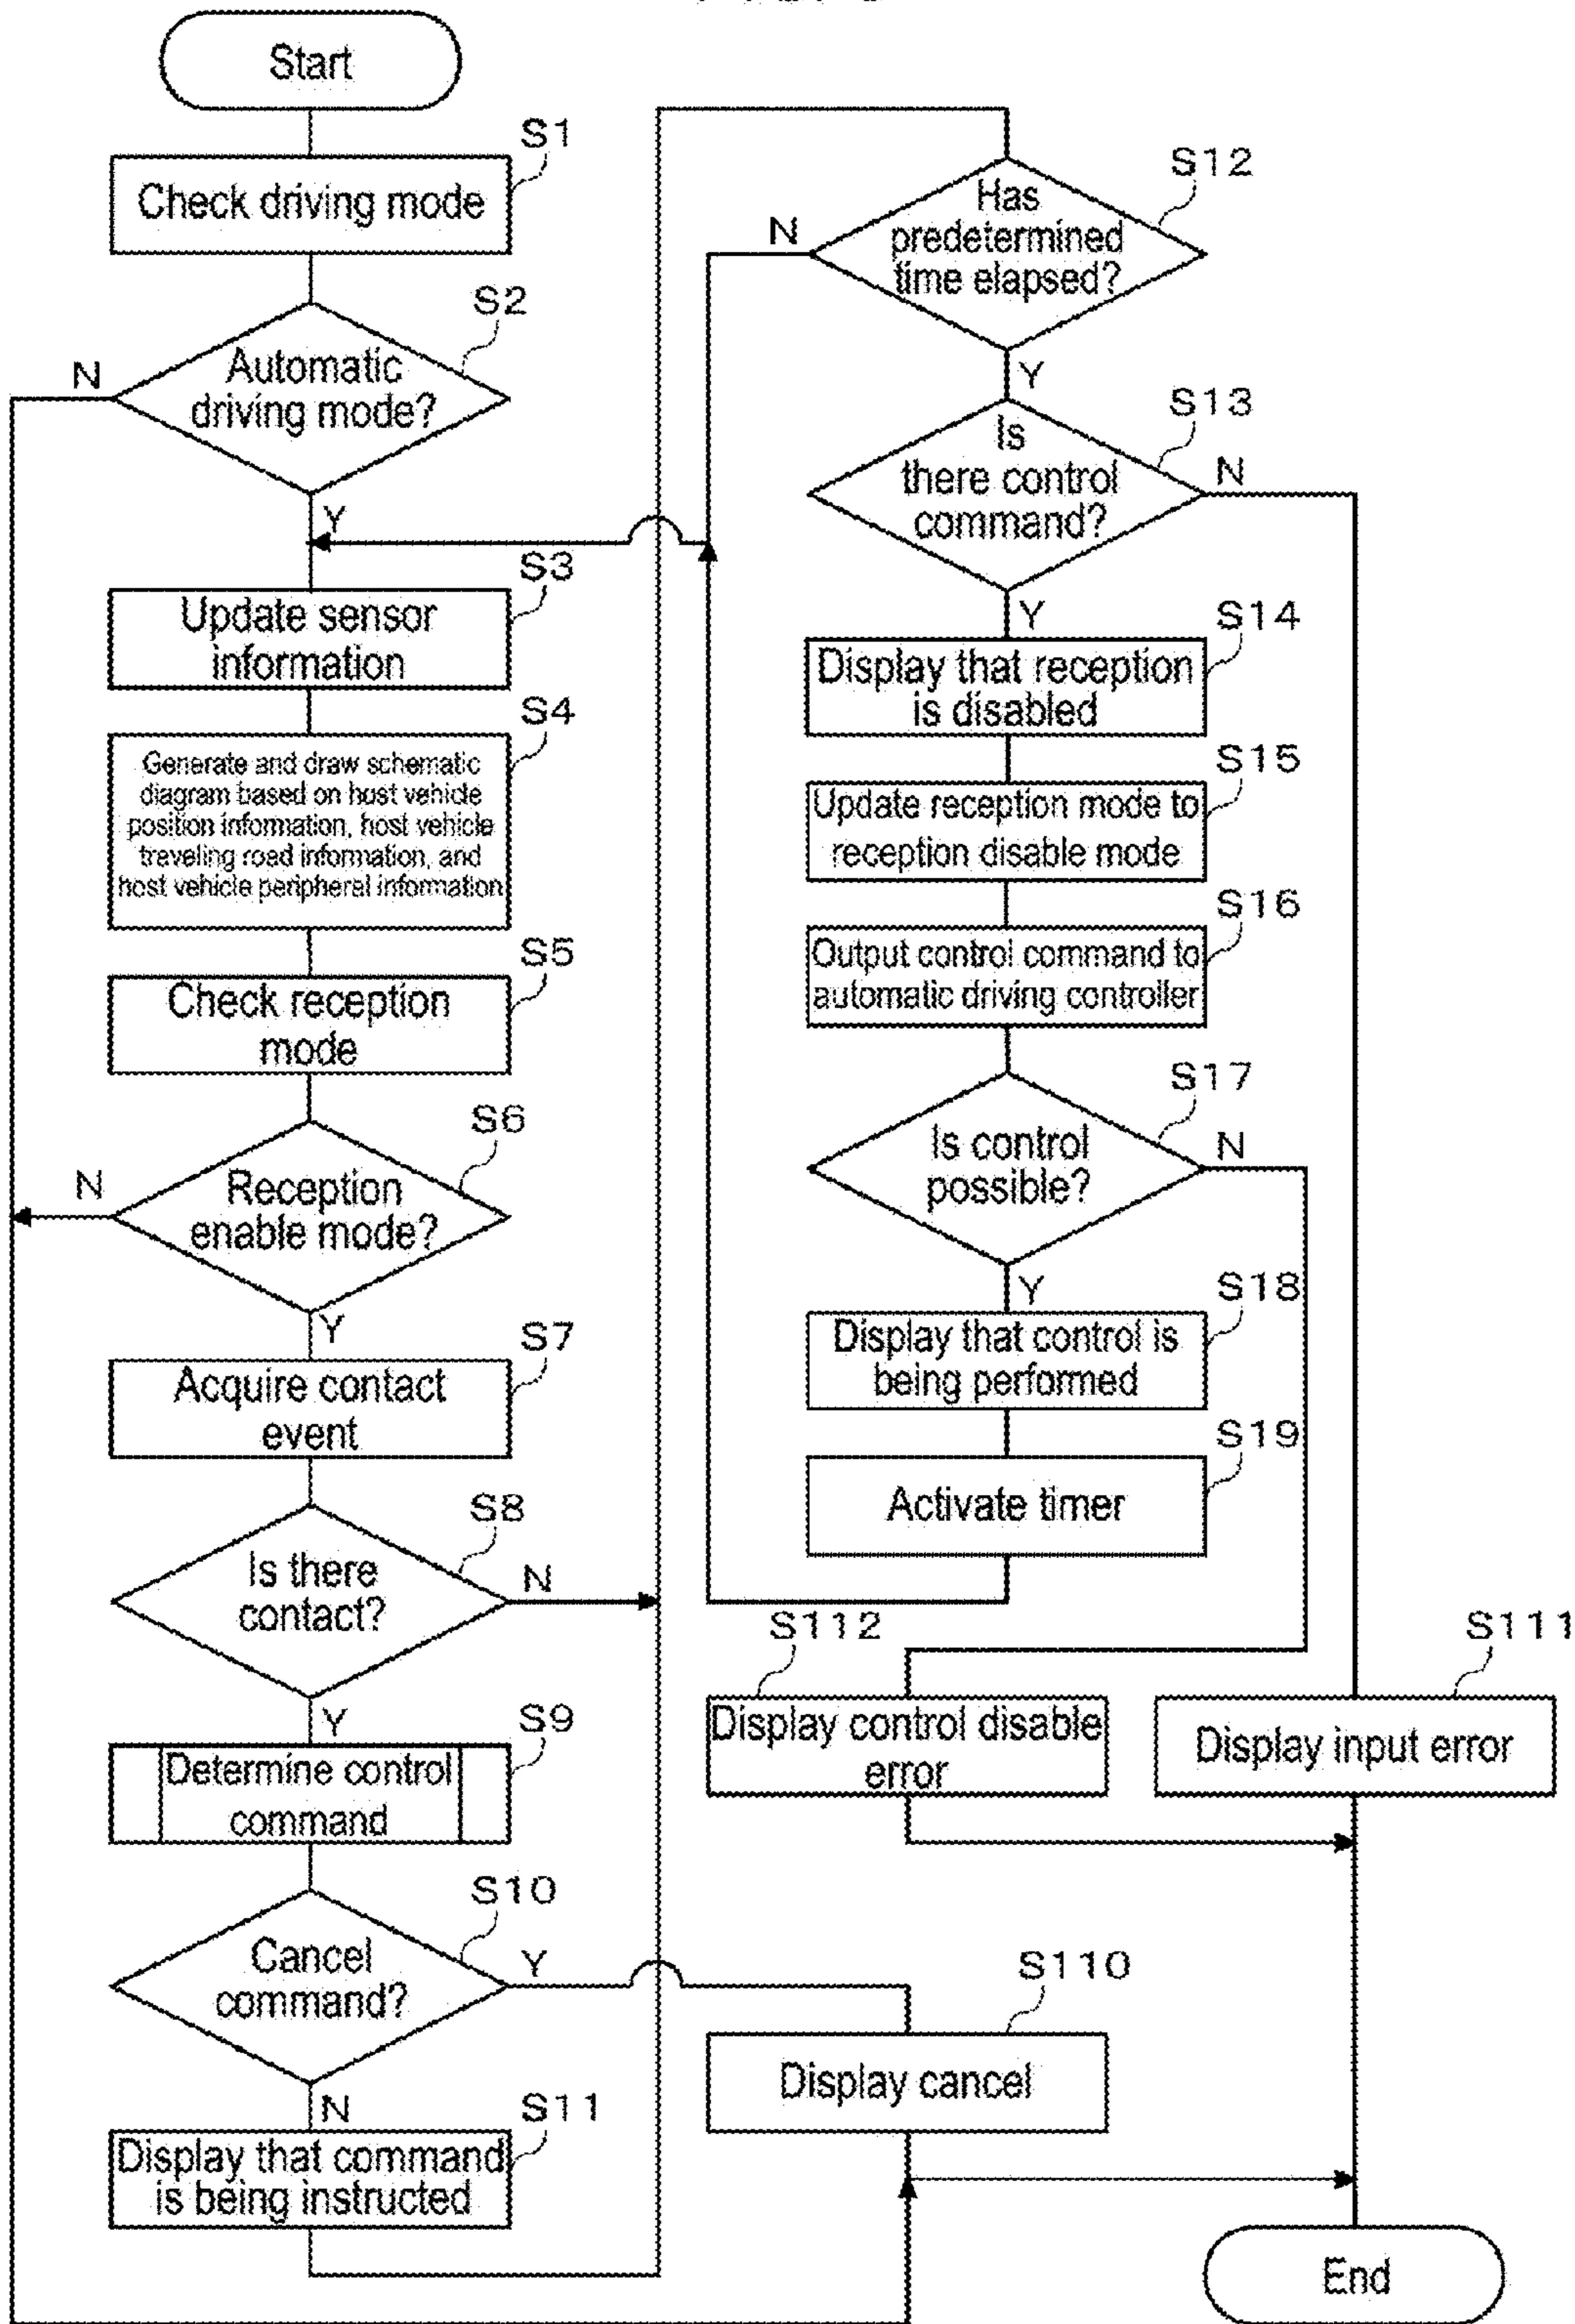 Start
S1
Check driving mode
S2
Automatic
driving mode?
N
Y
S3
Update sensor
information
S4
Generate and draw schematic
diagram based on host vehicle
position information, host vehicle
traveling road information, and
host vehicle peripheral information
S5
Check reception
mode
S6
Reception
enable mode?
N
Y
S7
Acquire contact
event
S8
Is there
contact?
N
Y
S9
Determine control
command
S10
Cancel
command?
Y
N
S11
Display that command
is being instructed
S12
Has
predetermined
time elapsed?
N
Y
S13
Is
there control
command?
N
Y
S14
Display that reception
is disabled
S15
Update reception mode to
reception disable mode
S16
Output control command to
automatic driving controller
S17
Is control
possible?
N
Y
S18
Display that control is
being performed
S19
Activate timer
S112
Display control disable
error
S111
Display input error
S110
Display cancel
End